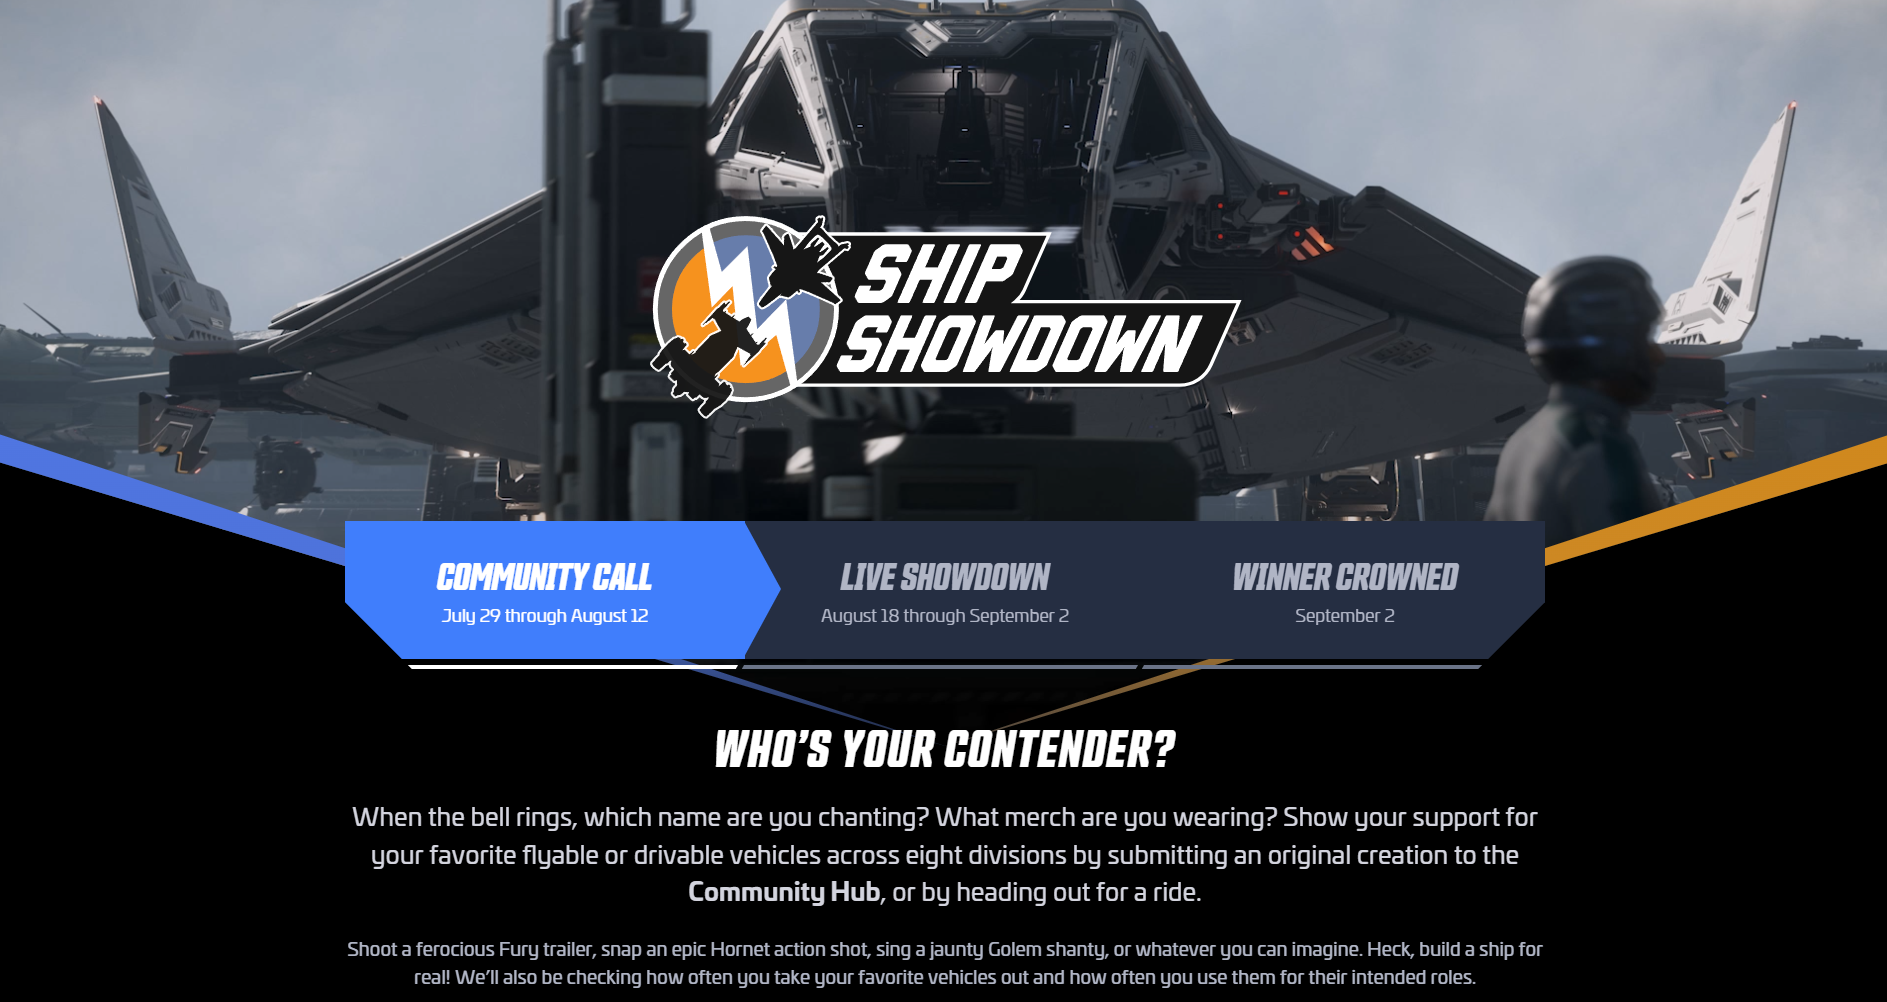 SHIP
SHOWDOWN
COMMUNITY CALL
July 29 through August 12
LIVE SHOWDOWN
August 18 through September 2
WINNER CROWNED
September 2
WHO'S YOUR CONTENDER?
When the bell rings, which name are you chanting? What merch are you wearing? Show your support for
your favorite flyable or drivable vehicles across eight divisions by submitting an original creation to the
Community Hub, or by heading out for a ride.
Shoot a ferocious Fury trailer, snap an epic Hornet action shot, sing a jaunty Golem shanty, or whatever you can imagine. Heck, build a ship for
real! We'll also be checking how often you take your favorite vehicles out and how often you use them for their intended roles.